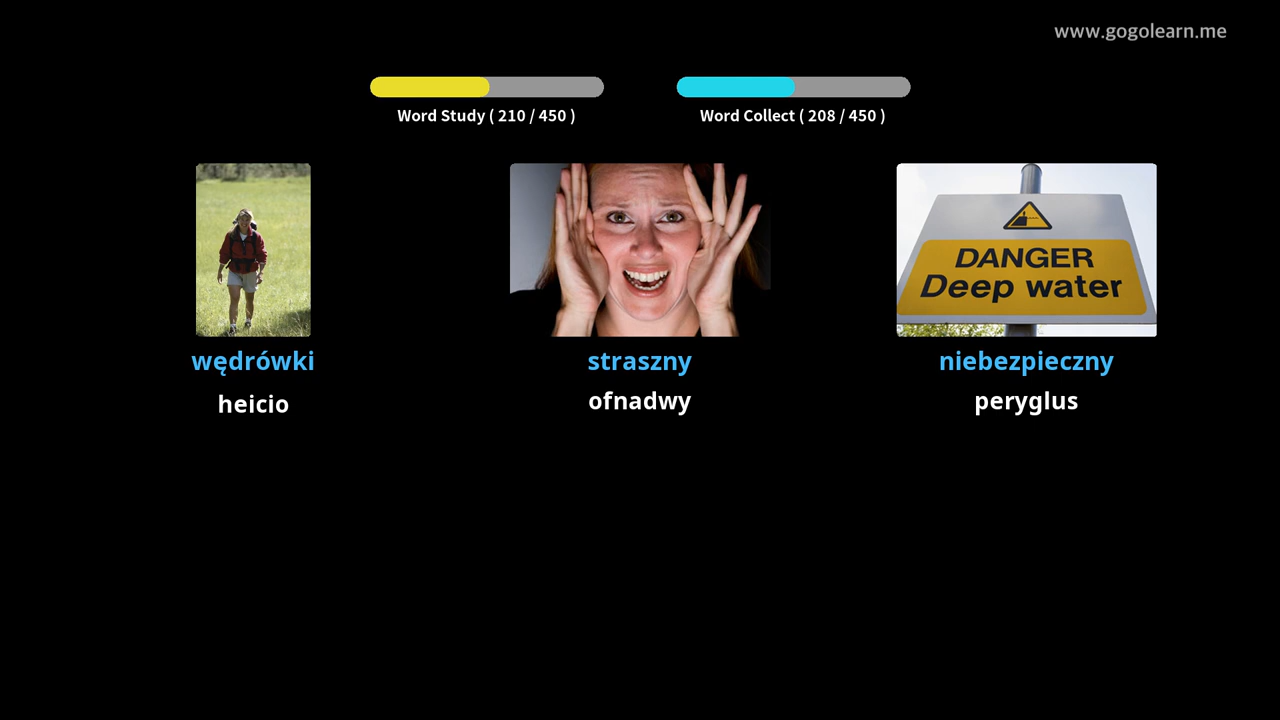 www.gogolearn.me
Word Study ( 210 / 450 )
Word Collect ( 208 / 450 )
DANGER
Deep water
wędrówki
straszny
niebezpieczny
heicio
ofnadwy
peryglus